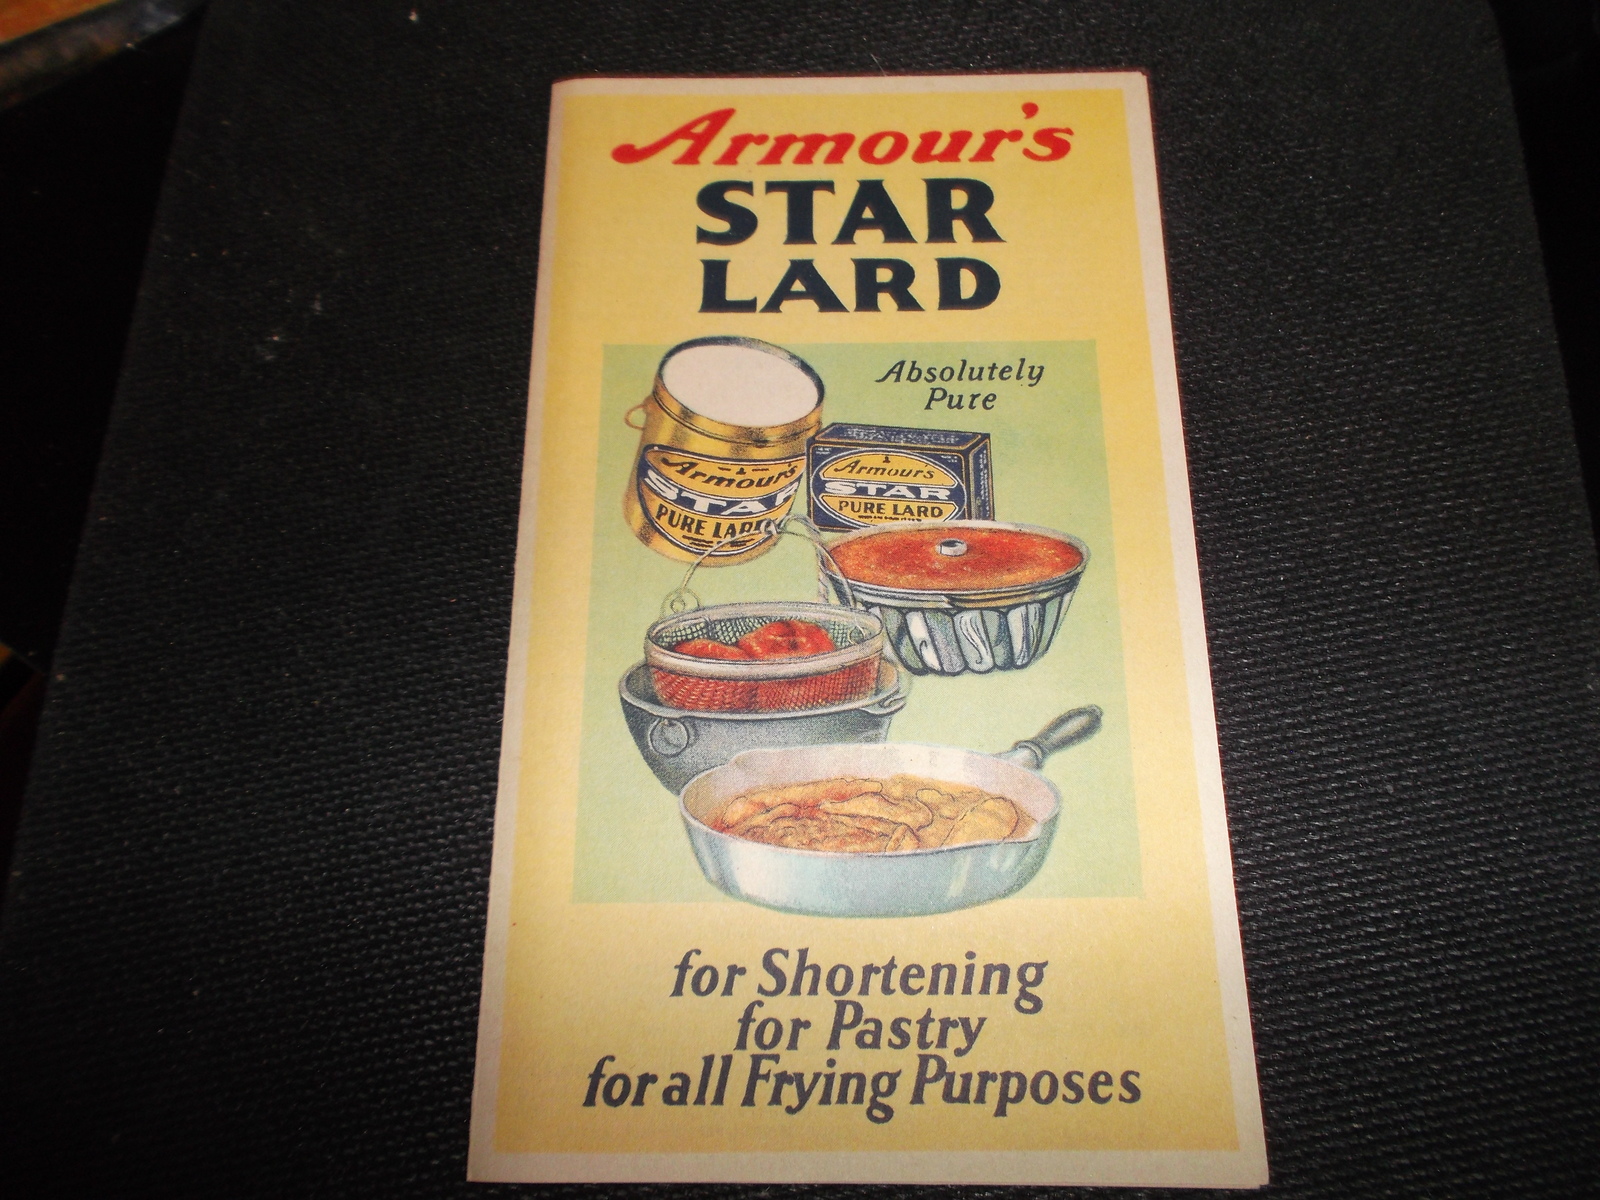 Armour's
STAR
LARD
Absolutely
Pure
Armour's
STAR
PURE LARD
Armour's
STAR
PURE LARD
for Shortening
for Pastry
for all Frying Purposes